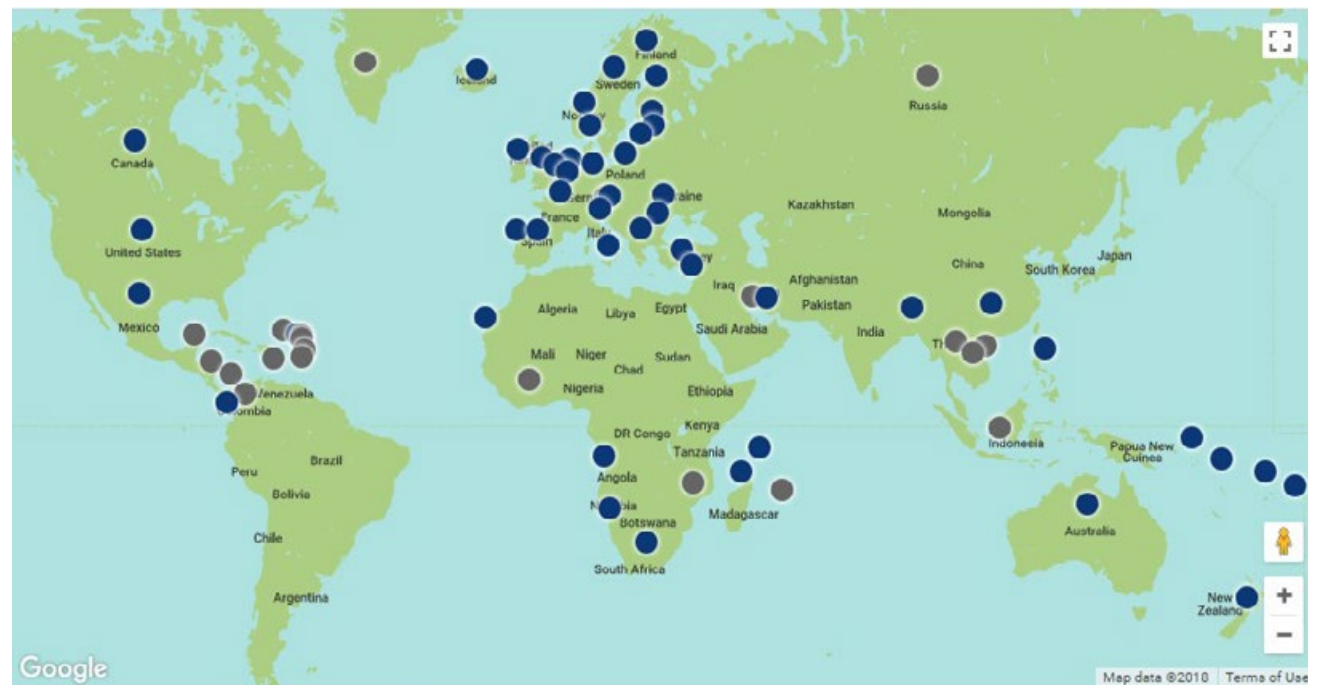 Iceland
Finland
Sweden
Russia
Canada
Poland
Kazakhstan
Mongolia
France
United States
Italy
Spain
China
Japan
South Korea
Iraq
Afghanistan
Pakistan
Algeria
Libya
Egypt
Saudi Arabia
India
Mexico
Mali
Niger
Chad
Sudan
Nigeria
Ethiopia
Venezuela
Colombia
Kenya
DR Congo
Tanzania
Indonesia
Papua New
Guinea
Brazil
Peru
Angola
Bolivia
Madagascar
Botswana
Australia
Chile
South Africa
Argentina
New
Zealand
+
−
Google
Map data ©2018
Terms of Use